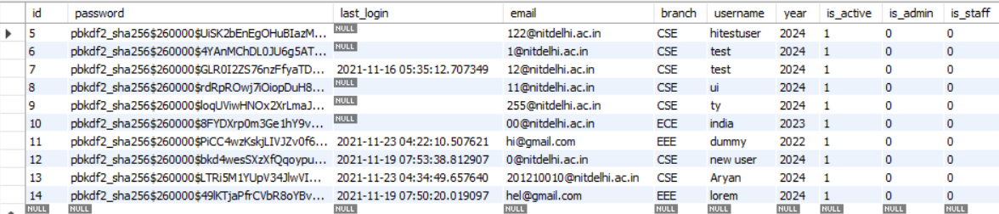 id password last_login email branch username year is_active is_admin is_staff
5 pbkdf2_sha256$260000$UiSK2bEnEgOHuBIazM... NULL 122@nitdelhi.ac.in CSE hitestuser 2024 1 0 0
6 pbkdf2_sha256$260000$4YAnMChDL0JU6g5AT... NULL 1@nitdelhi.ac.in CSE test 2024 1 0 0
7 pbkdf2_sha256$260000$GLR0I2ZS76nzFfyaTD... 2021-11-16 05:35:12.707349 12@nitdelhi.ac.in CSE test 2024 1 0 0
8 pbkdf2_sha256$260000$rdRpROwj7iOiopDuH8... NULL 11@nitdelhi.ac.in CSE ui 2024 1 0 0
9 pbkdf2_sha256$260000$loqUViwHNOx2XrLmaJ... NULL 255@nitdelhi.ac.in CSE ty 2024 1 0 0
10 pbkdf2_sha256$260000$8FYDXrp0m3Ge1hY9v... NULL 00@nitdelhi.ac.in ECE india 2023 1 0 0
11 pbkdf2_sha256$260000$PiCC4wzKskjLIVJZv0f6... 2021-11-23 04:22:10.507621 hi@gmail.com EEE dummy 2022 1 0 0
12 pbkdf2_sha256$260000$bkd4wesSXzXfQqoypu... 2021-11-19 07:53:38.812907 0@nitdelhi.ac.in CSE new user 2024 1 0 0
13 pbkdf2_sha256$260000$LTRi5M1YUpV34JlwVI... 2021-11-23 04:34:49.657640 201210010@nitdelhi.ac.in CSE Aryan 2024 1 0 0
14 pbkdf2_sha256$260000$49lKTjaPfrCVbR8oYBv... 2021-11-19 07:50:20.019097 hel@gmail.com EEE lorem 2024 1 0 0
NULL NULL NULL NULL NULL NULL NULL NULL NULL NULL